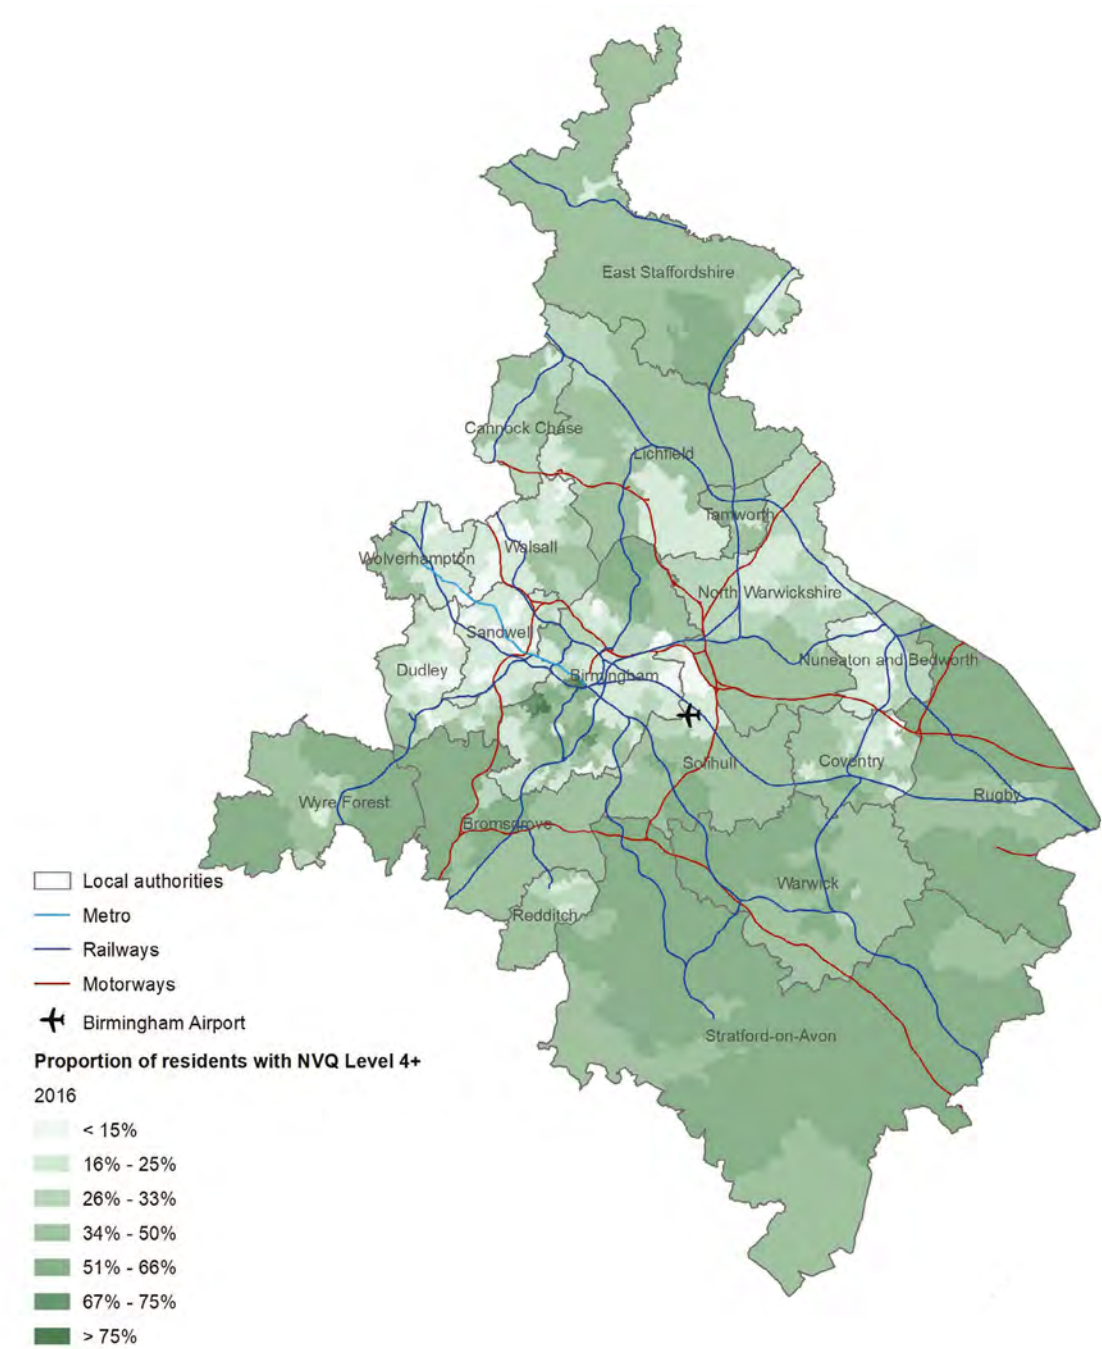 East Staffordshire
Cannock Chase
Lichfield
Tamworth
Walsall
Wolverhampton
North Warwickshire
Sandwell
Nuneaton and Bedworth
Dudley
Birmingham
Solihull
Coventry
Rugby
Wyre Forest
Bromsgrove
Warwick
Redditch
Stratford-on-Avon
Local authorities
Metro
Railways
Motorways
Birmingham Airport
Proportion of residents with NVQ Level 4+
2016
< 15%
16% - 25%
26% - 33%
34% - 50%
51% - 66%
67% - 75%
> 75%